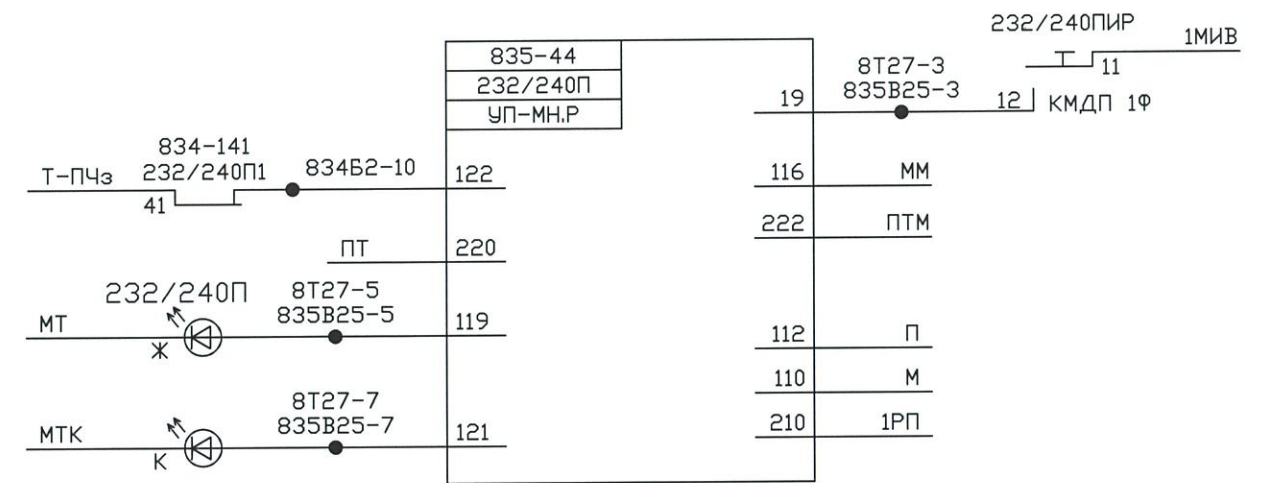 232/240ПИР
1МИВ
11
12
КМДП 1Ф
8Т27-3
835В25-3
835-44
232/240П
УП-МН.Р
19
834-141
Т-ПЧз
232/240П1
834Б2-10
41
122
116
ММ
222
ПТМ
ПТ
220
232/240П
8Т27-5
835В25-5
МТ
Ж
119
112
П
110
М
8Т27-7
835В25-7
МТК
К
121
210
1РП